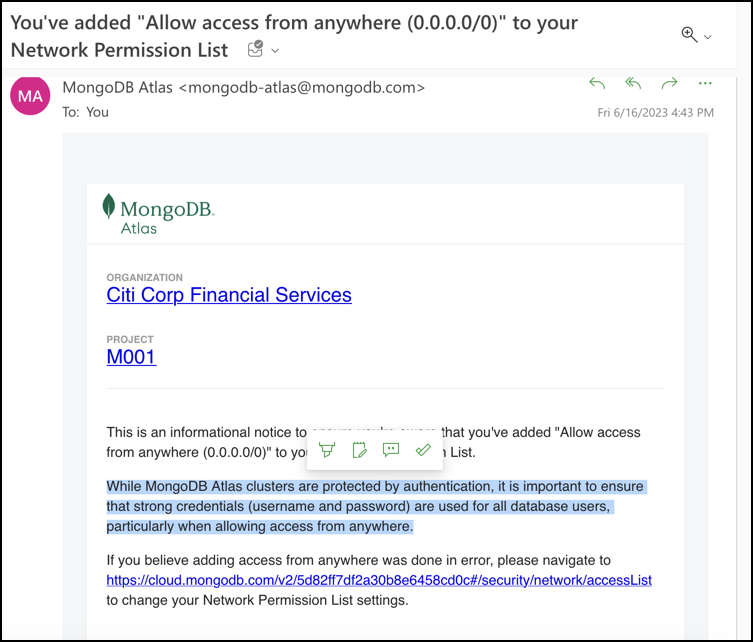 You've added "Allow access from anywhere (0.0.0.0/0)" to your
Network Permission List
MA
MongoDB Atlas <mongodb-atlas@mongodb.com>
To: You
Fri 6/16/2023 4:43 PM
MongoDB.
Atlas
ORGANIZATION
Citi Corp Financial Services
PROJECT
M001
This is an informational notice to ensure you're aware that you've added "Allow access
from anywhere (0.0.0.0/0)" to List.
While MongoDB Atlas clusters are protected by authentication, it is important to ensure
that strong credentials (username and password) are used for all database users,
particularly when allowing access from anywhere.
If you believe adding access from anywhere was done in error, please navigate to
https://cloud.mongodb.com/v2/5d82ff7df2a30b8e6458cd0c#/security/network/accessList
to change your Network Permission List settings.